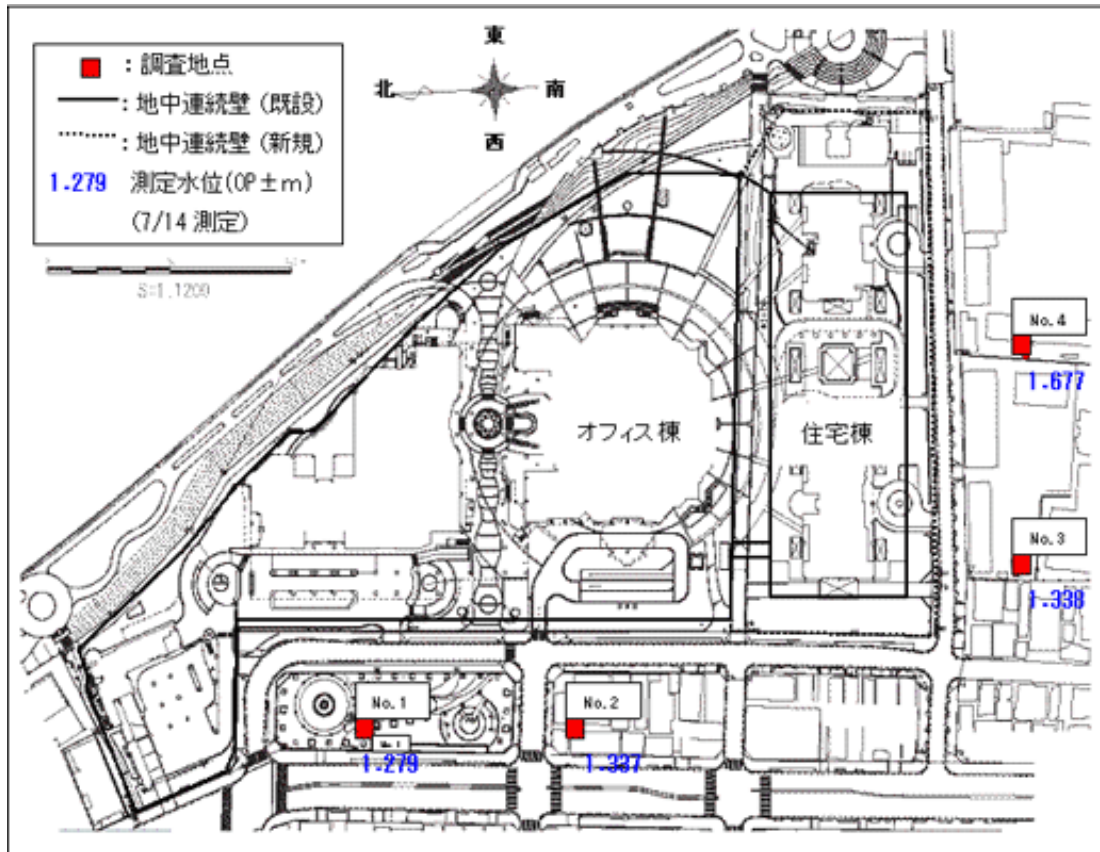 ：調査地点
：地中連続壁（既設）
：地中連続壁（新規）
1.279 測定水位(OP±m)
(7/14 測定)
S=1.1200
東
北
南
西
オフィス棟
住宅棟
No.4
1.677
No.3
1.338
No.1
1.279
No.2
1.337